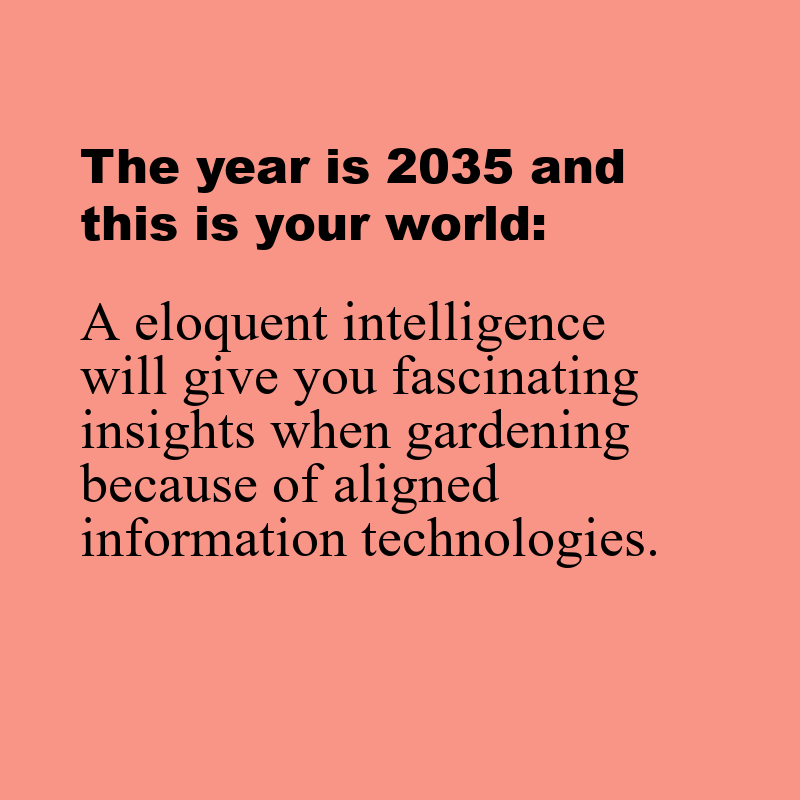 The year is 2035 and
this is your world:
A eloquent intelligence
will give you fascinating
insights when gardening
because of aligned
information technologies.